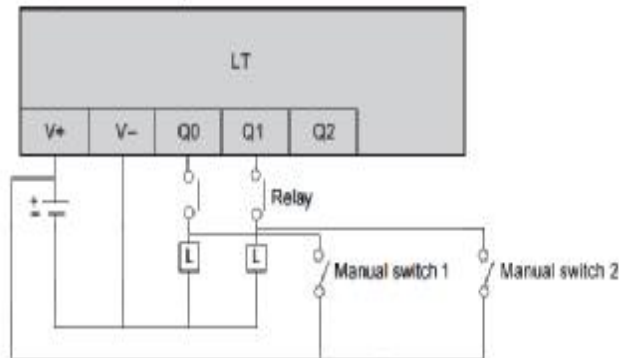 LT
V+ V− Q0 Q1 Q2
+
=
Relay
L L
Manual switch 1 Manual switch 2